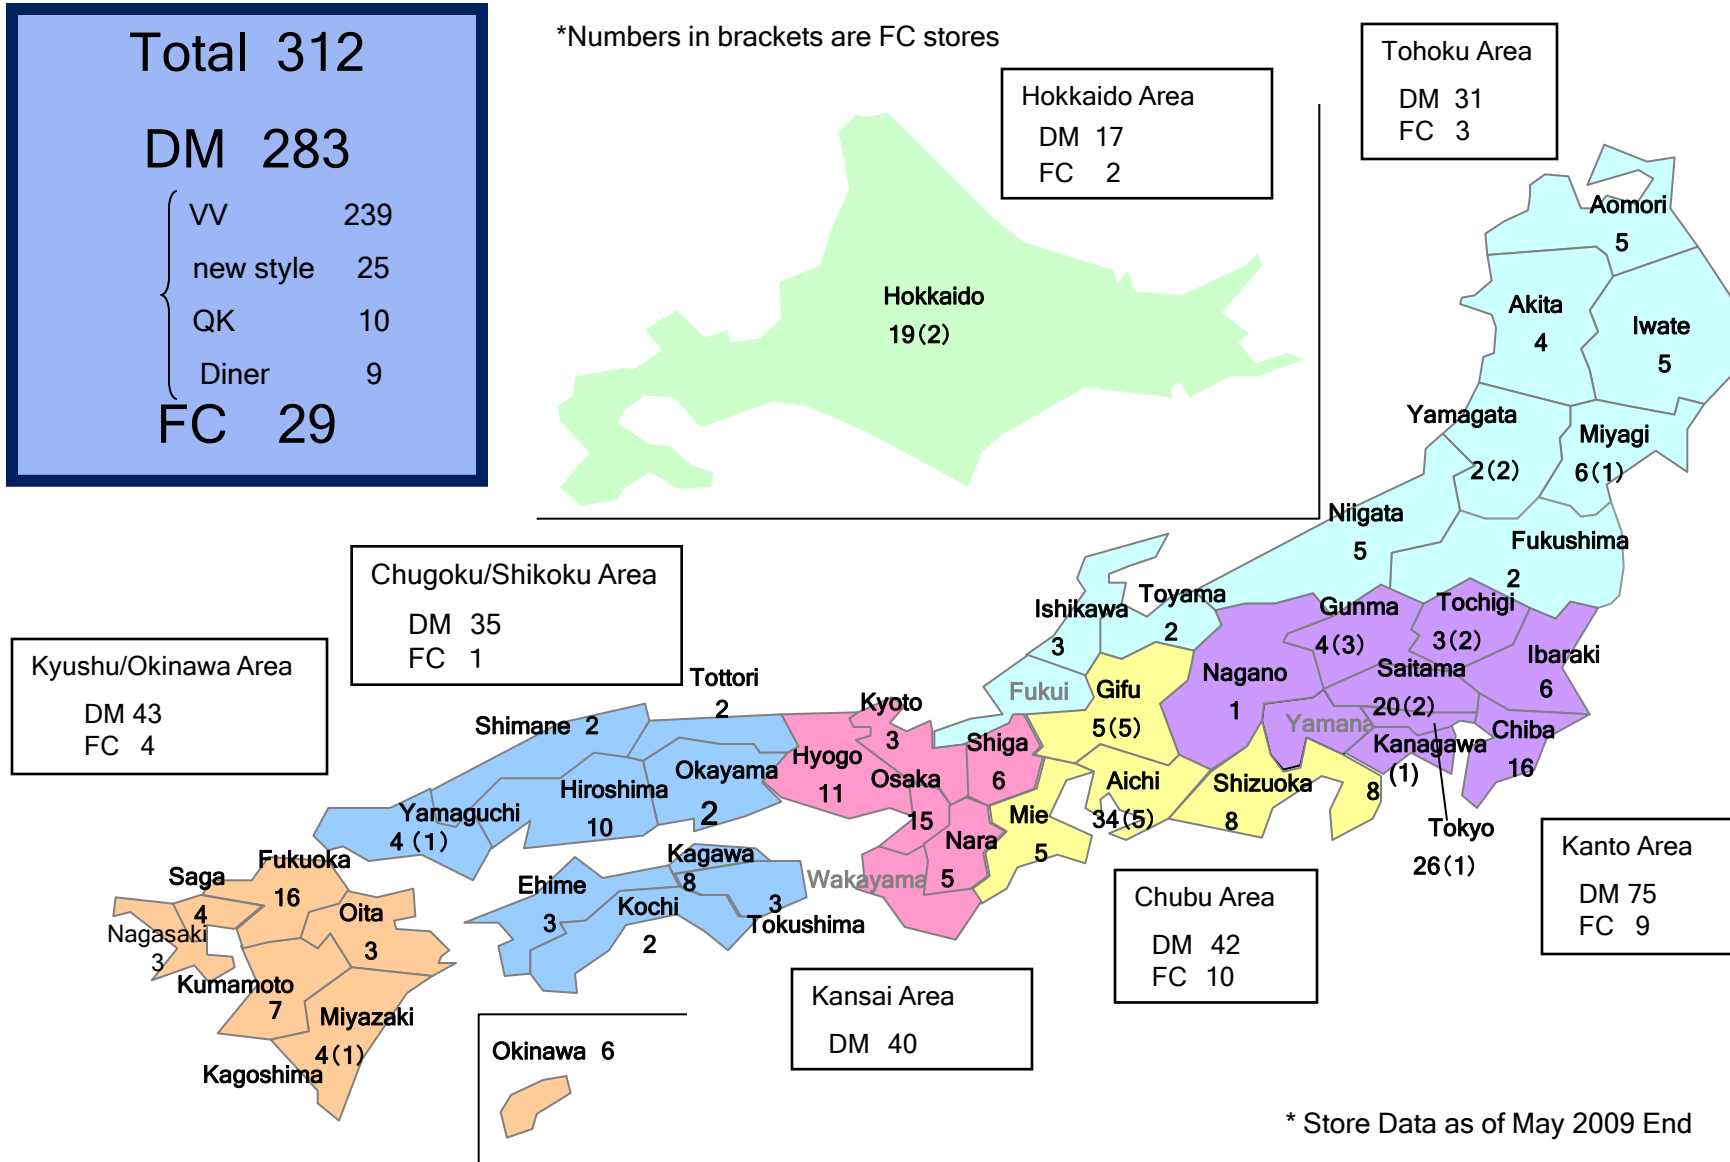 Total 312
DM 283
VV 239
new style 25
QK 10
Diner 9
FC 29
*Numbers in brackets are FC stores
Hokkaido Area
DM 17
FC 2
Tohoku Area
DM 31
FC 3
Hokkaido
19(2)
Aomori
5
Akita
4
Iwate
5
Yamagata
2(2)
Miyagi
6(1)
Niigata
5
Fukushima
2
Ishikawa
3
Toyama
2
Fukui
Gunma
4(3)
Tochigi
3(2)
Ibaraki
6
Saitama
20(2)
Nagano
1
Yamana
Kanagawa
(1)
8
Chiba
16
Tokyo
26(1)
Kanto Area
DM 75
FC 9
Gifu
5(5)
Aichi
34(5)
Shizuoka
8
Mie
5
Chubu Area
DM 42
FC 10
Kyoto
3
Shiga
6
Hyogo
11
Osaka
15
Nara
5
Wakayama
Kansai Area
DM 40
Chugoku/Shikoku Area
DM 35
FC 1
Tottori
2
Shimane 2
Okayama
2
Hiroshima
10
Yamaguchi
4 (1)
Kagawa
8
Ehime
3
Kochi
2
3
Tokushima
Kyushu/Okinawa Area
DM 43
FC 4
Fukuoka
16
Saga
4
Nagasaki
3
Oita
3
Kumamoto
7
Miyazaki
4(1)
Kagoshima
Okinawa 6
* Store Data as of May 2009 End